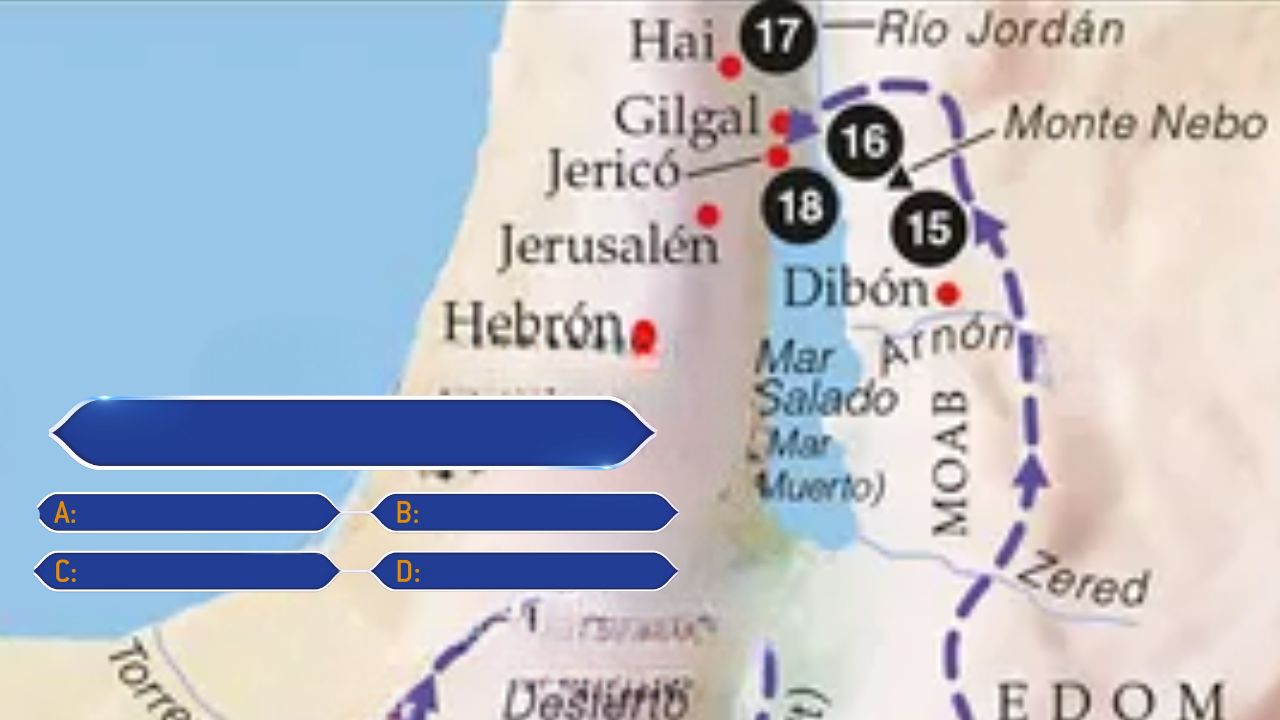 Hai
17
Río Jordán
Gilgal
16
Monte Nebo
Jericó
18
15
Jerusalén
Dibón
Hebrón
Arnón
Mar
Salado
(Mar
Muerto)
MOAB
A:
B:
C:
D:
Zered
Desierto
EDOM